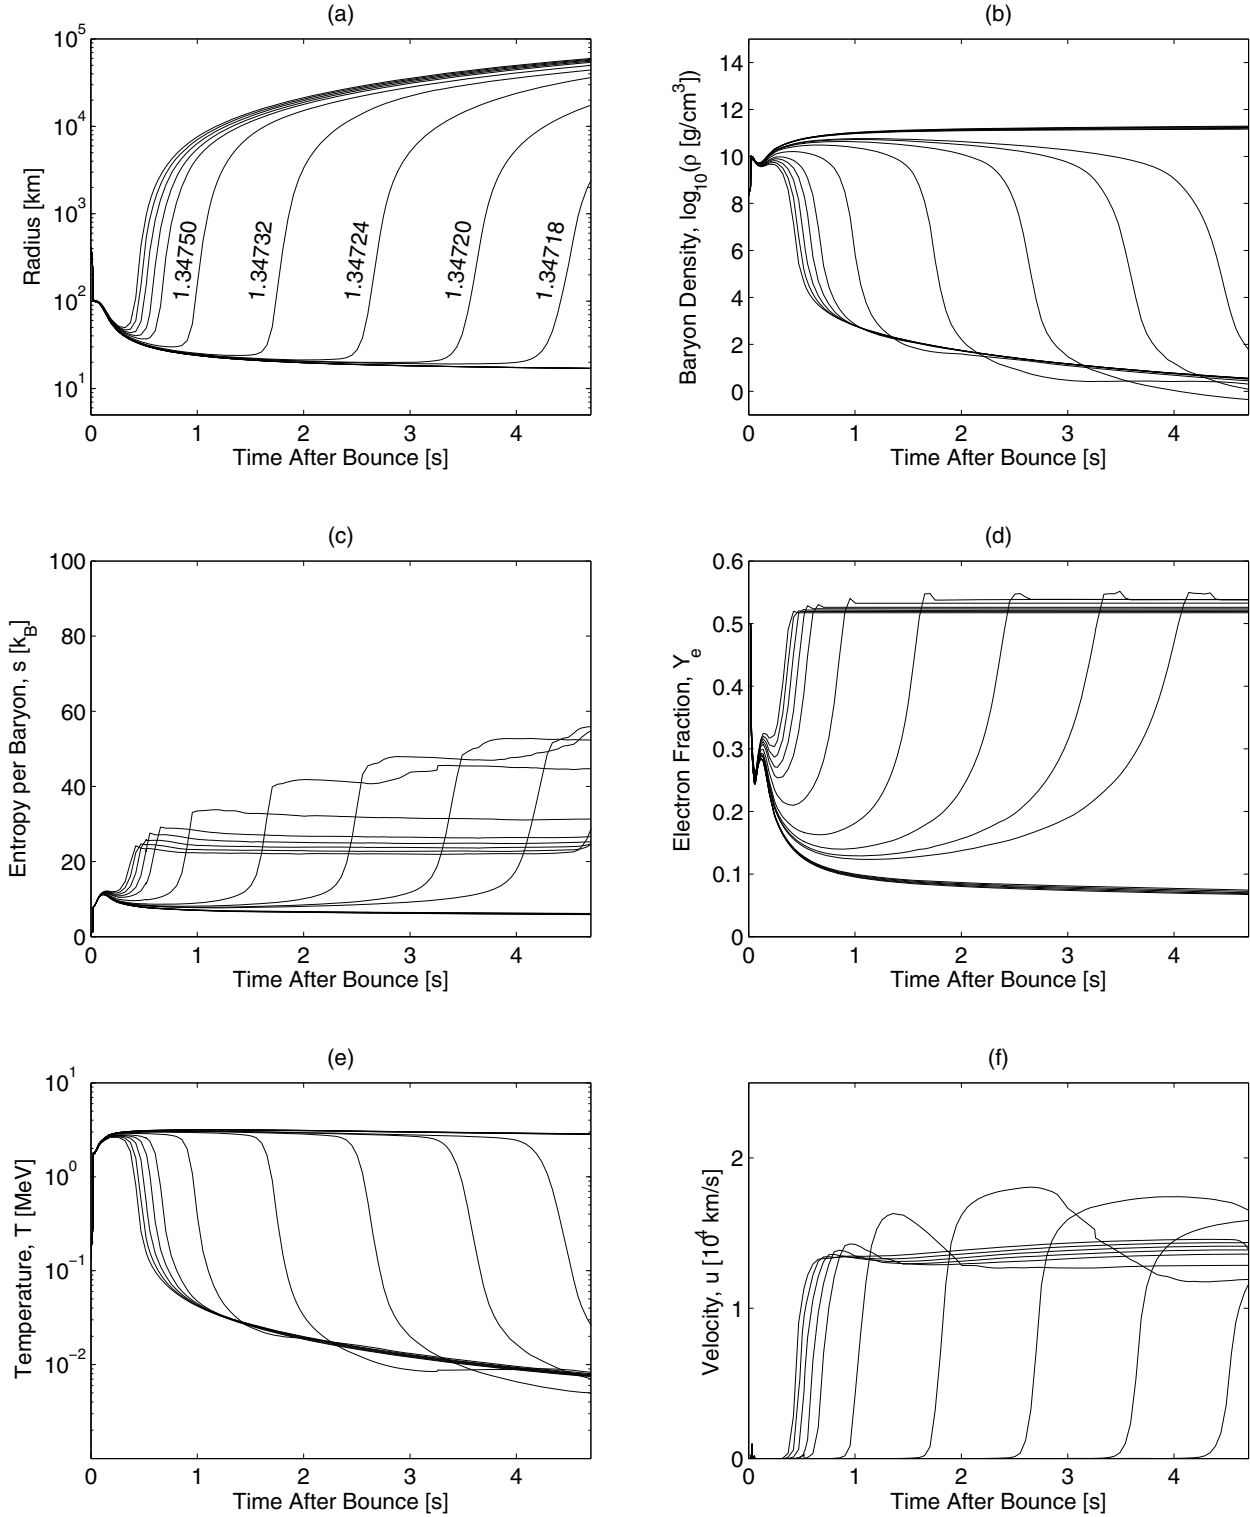 (a)
10^5
10^4
10^3
10^2
10^1
Radius [km]
1.34750
1.34732
1.34724
1.34720
1.34718
0 1 2 3 4
Time After Bounce [s]
(b)
14
12
10
8
6
4
2
0
Baryon Density, log_10(ρ [g/cm^3])
0 1 2 3 4
Time After Bounce [s]
(c)
100
80
60
40
20
0
Entropy per Baryon, s [k_B]
0 1 2 3 4
Time After Bounce [s]
(d)
0.6
0.5
0.4
0.3
0.2
0.1
0
Electron Fraction, Y_e
0 1 2 3 4
Time After Bounce [s]
(e)
10^1
10^0
10^−1
10^−2
Temperature, T [MeV]
0 1 2 3 4
Time After Bounce [s]
(f)
2
1
0
Velocity, u [10^4 km/s]
0 1 2 3 4
Time After Bounce [s]